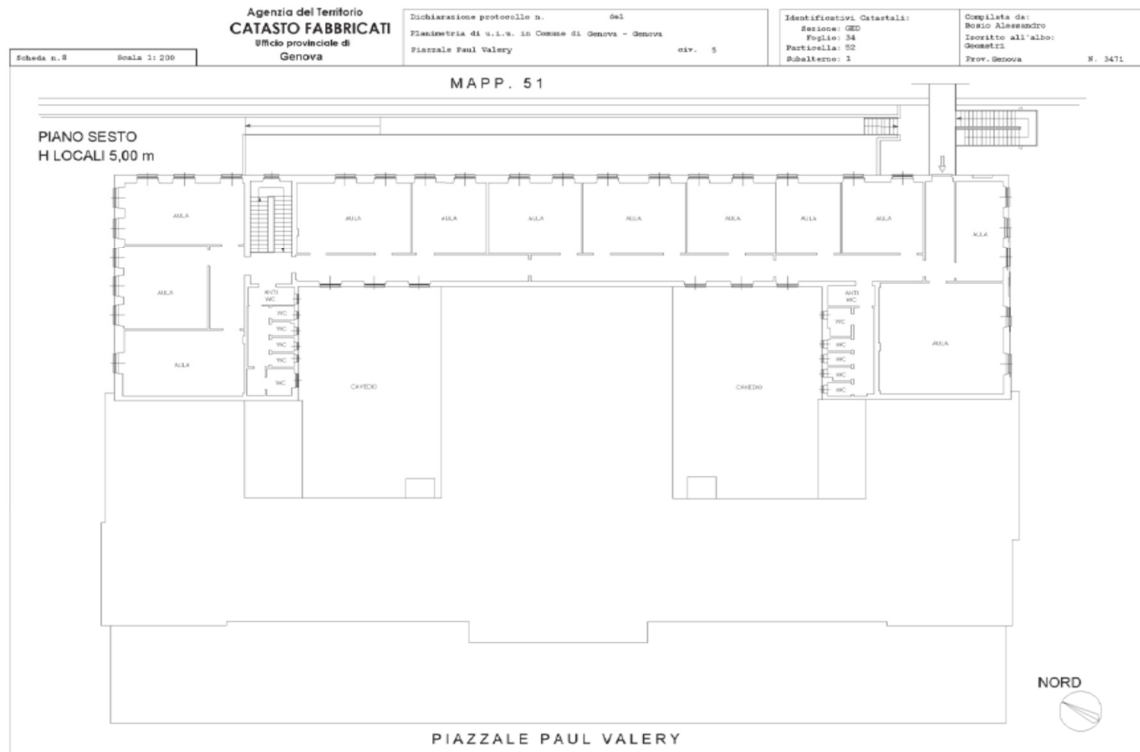 Agenzia del Territorio
CATASTO FABBRICATI
Ufficio provinciale di
Genova
Scheda n.8 Scala 1: 200
Dichiarazione protocollo n. del
Planimetria di u.i.u. in Comune di Genova - Genova
Piazzale Paul Valery civ. 5
Identificativi Catastali:
Sezione: GED
Foglio: 34
Particella: 52
Subalterno: 1
Compilata da:
Bosio Alessandro
Iscritto all'albo:
Geometri
Prov. Genova N. 3471
MAPP. 51
PIANO SESTO
H LOCALI 5,00 m
AULA
AULA
AULA
AULA
AULA
AULA
AULA
AULA
AULA
AULA
AULA
ANTI
WC
WC
WC
WC
WC
WC
ANTI
WC
WC
WC
WC
WC
WC
AULA
AULA
CAVEDIO
CAVEDIO
NORD
PIAZZALE PAUL VALERY